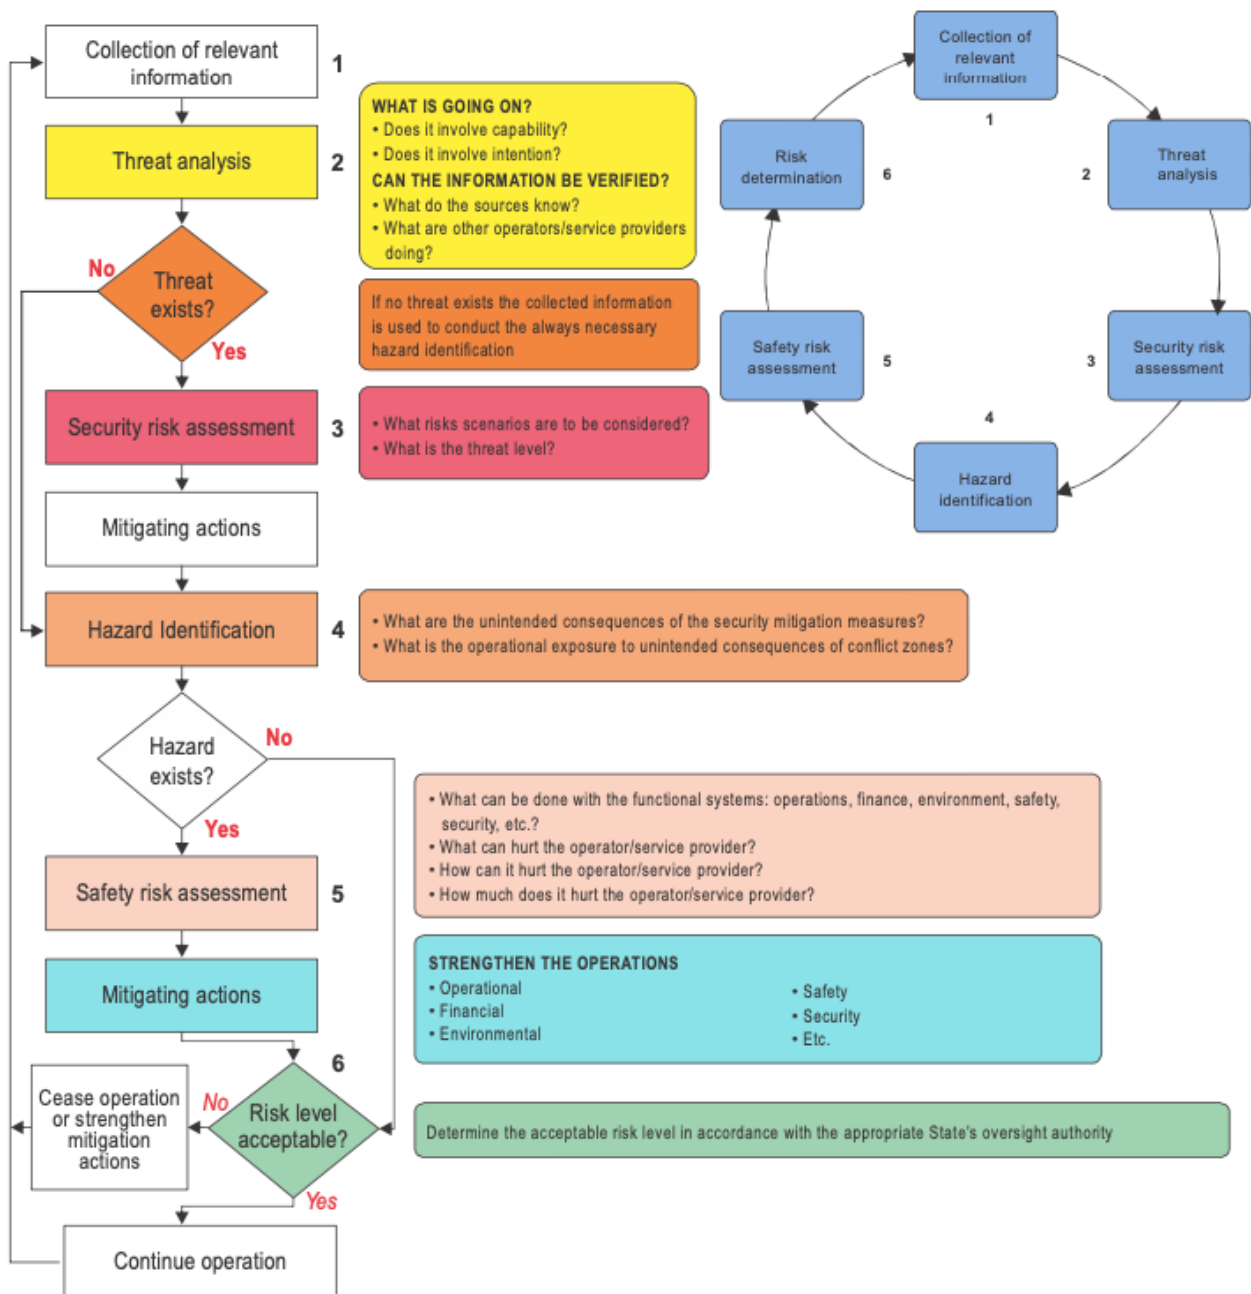 Collection of relevant
information
1
WHAT IS GOING ON?
• Does it involve capability?
• Does it involve intention?
CAN THE INFORMATION BE VERIFIED?
• What do the sources know?
• What are other operators/service providers
doing?
Threat analysis
2
No
Threat
exists?
Yes
If no threat exists the collected information
is used to conduct the always necessary
hazard identification
Security risk assessment
3
• What risks scenarios are to be considered?
• What is the threat level?
Mitigating actions
Hazard Identification
4
• What are the unintended consequences of the security mitigation measures?
• What is the operational exposure to unintended consequences of conflict zones?
Hazard
exists?
No
Yes
• What can be done with the functional systems: operations, finance, environment, safety,
security, etc.?
• What can hurt the operator/service provider?
• How can it hurt the operator/service provider?
• How much does it hurt the operator/service provider?
Safety risk assessment
5
Mitigating actions
STRENGTHEN THE OPERATIONS
• Operational
• Financial
• Environmental
• Safety
• Security
• Etc.
6
Risk level
acceptable?
No
Yes
Cease operation
or strengthen
mitigation
actions
Determine the acceptable risk level in accordance with the appropriate State's oversight authority
Continue operation
Collection of
relevant
information
1
Threat
analysis
2
Security risk
assessment
3
Hazard
identification
4
Safety risk
assessment
5
Risk
determination
6